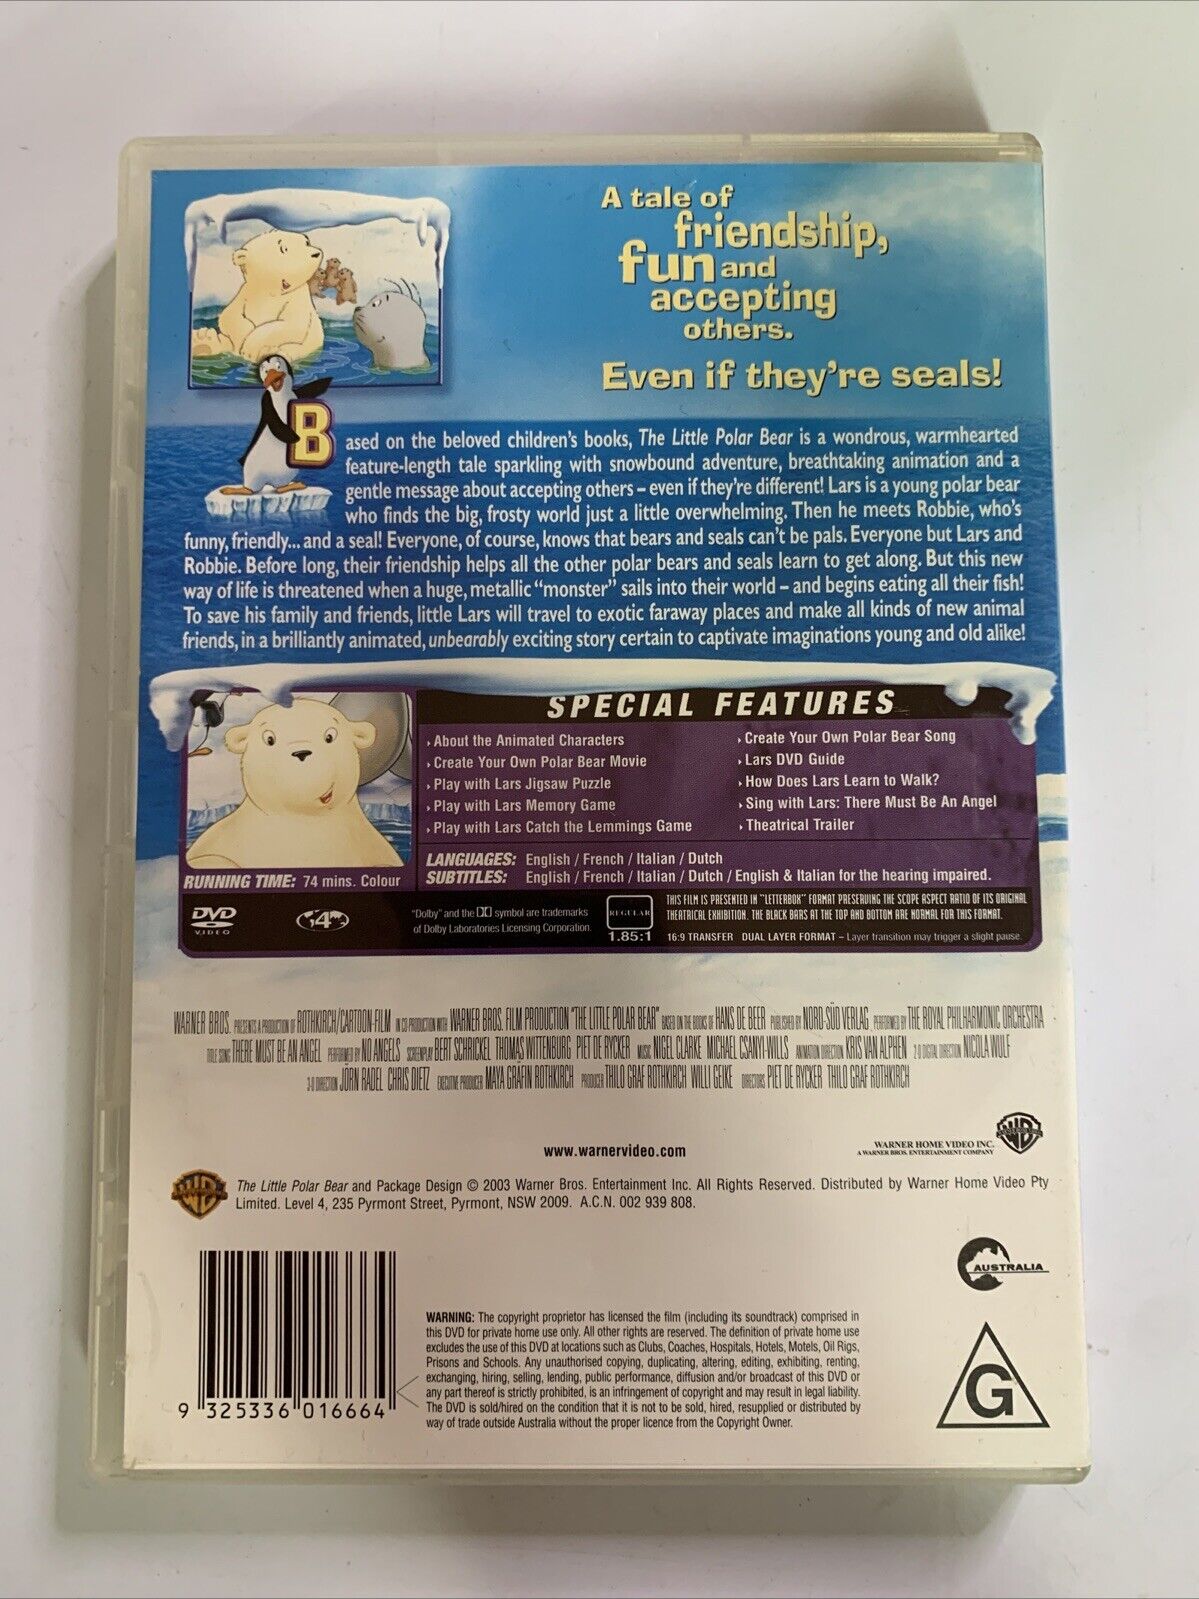 A tale of
friendship,
fun and
accepting
others.
Even if they're seals!
Based on the beloved children's books, The Little Polar Bear is a wondrous, warmhearted
feature-length tale sparkling with snowbound adventure, breathtaking animation and a
gentle message about accepting others – even if they're different! Lars is a young polar bear
who finds the big, frosty world just a little overwhelming. Then he meets Robbie, who's
funny, friendly... and a seal! Everyone, of course, knows that bears and seals can't be pals. Everyone but Lars and
Robbie. Before long, their friendship helps all the other polar bears and seals learn to get along. But this new
way of life is threatened when a huge, metallic "monster" sails into their world – and begins eating all their fish!
To save his family and friends, little Lars will travel to exotic faraway places and make all kinds of new animal
friends, in a brilliantly animated, unbearably exciting story certain to captivate imaginations young and old alike!
SPECIAL FEATURES
About the Animated Characters
Create Your Own Polar Bear Movie
Play with Lars Jigsaw Puzzle
Play with Lars Memory Game
Play with Lars Catch the Lemmings Game
Create Your Own Polar Bear Song
Lars DVD Guide
How Does Lars Learn to Walk?
Sing with Lars: There Must Be An Angel
Theatrical Trailer
LANGUAGES: English / French / Italian / Dutch
SUBTITLES: English / French / Italian / Dutch / English & Italian for the hearing impaired.
RUNNING TIME: 74 mins. Colour
DVD
VIDEO
4
"Dolby" and the DD symbol are trademarks
of Dolby Laboratories Licensing Corporation.
REGULAR
1.85:1
THIS FILM IS PRESENTED IN "LETTERBOX" FORMAT PRESERVING THE SCOPE ASPECT RATIO OF ITS ORIGINAL
THEATRICAL EXHIBITION. THE BLACK BARS AT THE TOP AND BOTTOM ARE NORMAL FOR THIS FORMAT.
16:9 TRANSFER DUAL LAYER FORMAT – Layer transition may trigger a slight pause.
WARNER BROS. PRESENTS A PRODUCTION OF ROTHKIRCH/CARTOON-FILM IN CO PRODUCTION WITH WARNER BROS. FILM PRODUCTION "THE LITTLE POLAR BEAR" BASED ON THE BOOKS OF HANS DE BEER PUBLISHED BY NORD-SÜD VERLAG PERFORMED BY THE ROYAL PHILHARMONIC ORCHESTRA
TITLE SONG THERE MUST BE AN ANGEL PERFORMED BY NO ANGELS SCREENPLAY BERT SCHRICKEL THOMAS WITTENBURG PIET DE RYCKER MUSIC NIGEL CLARKE MICHAEL CSANYI-WILLS ANIMATION DIRECTION KRIS VAN ALPHEN 2-D DIGITAL DIRECTION NICOLA WULF
3-D DIRECTION JÖRN RADEL CHRIS DIETZ EXECUTIVE PRODUCER MAYA GRÄFIN ROTHKIRCH PRODUCER THILO GRAF ROTHKIRCH WILLI GEIKE DIRECTORS PIET DE RYCKER THILO GRAF ROTHKIRCH
www.warnervideo.com
WARNER HOME VIDEO INC.
A WARNER BROS. ENTERTAINMENT COMPANY
The Little Polar Bear and Package Design © 2003 Warner Bros. Entertainment Inc. All Rights Reserved. Distributed by Warner Home Video Pty
Limited. Level 4, 235 Pyrmont Street, Pyrmont, NSW 2009. A.C.N. 002 939 808.
AUSTRALIA
WARNING: The copyright proprietor has licensed the film (including its soundtrack) comprised in
this DVD for private home use only. All other rights are reserved. The definition of private home use
excludes the use of this DVD at locations such as Clubs, Coaches, Hospitals, Hotels, Motels, Oil Rigs,
Prisons and Schools. Any unauthorised copying, duplicating, altering, editing, exhibiting, renting,
exchanging, hiring, selling, lending, public performance, diffusion and/or broadcast of this DVD or
any part thereof is strictly prohibited, is an infringement of copyright and may result in legal liability.
The DVD is sold/hired on the condition that it is not to be sold, hired, resupplied or distributed by
way of trade outside Australia without the proper licence from the Copyright Owner.
9 325336 016664
G